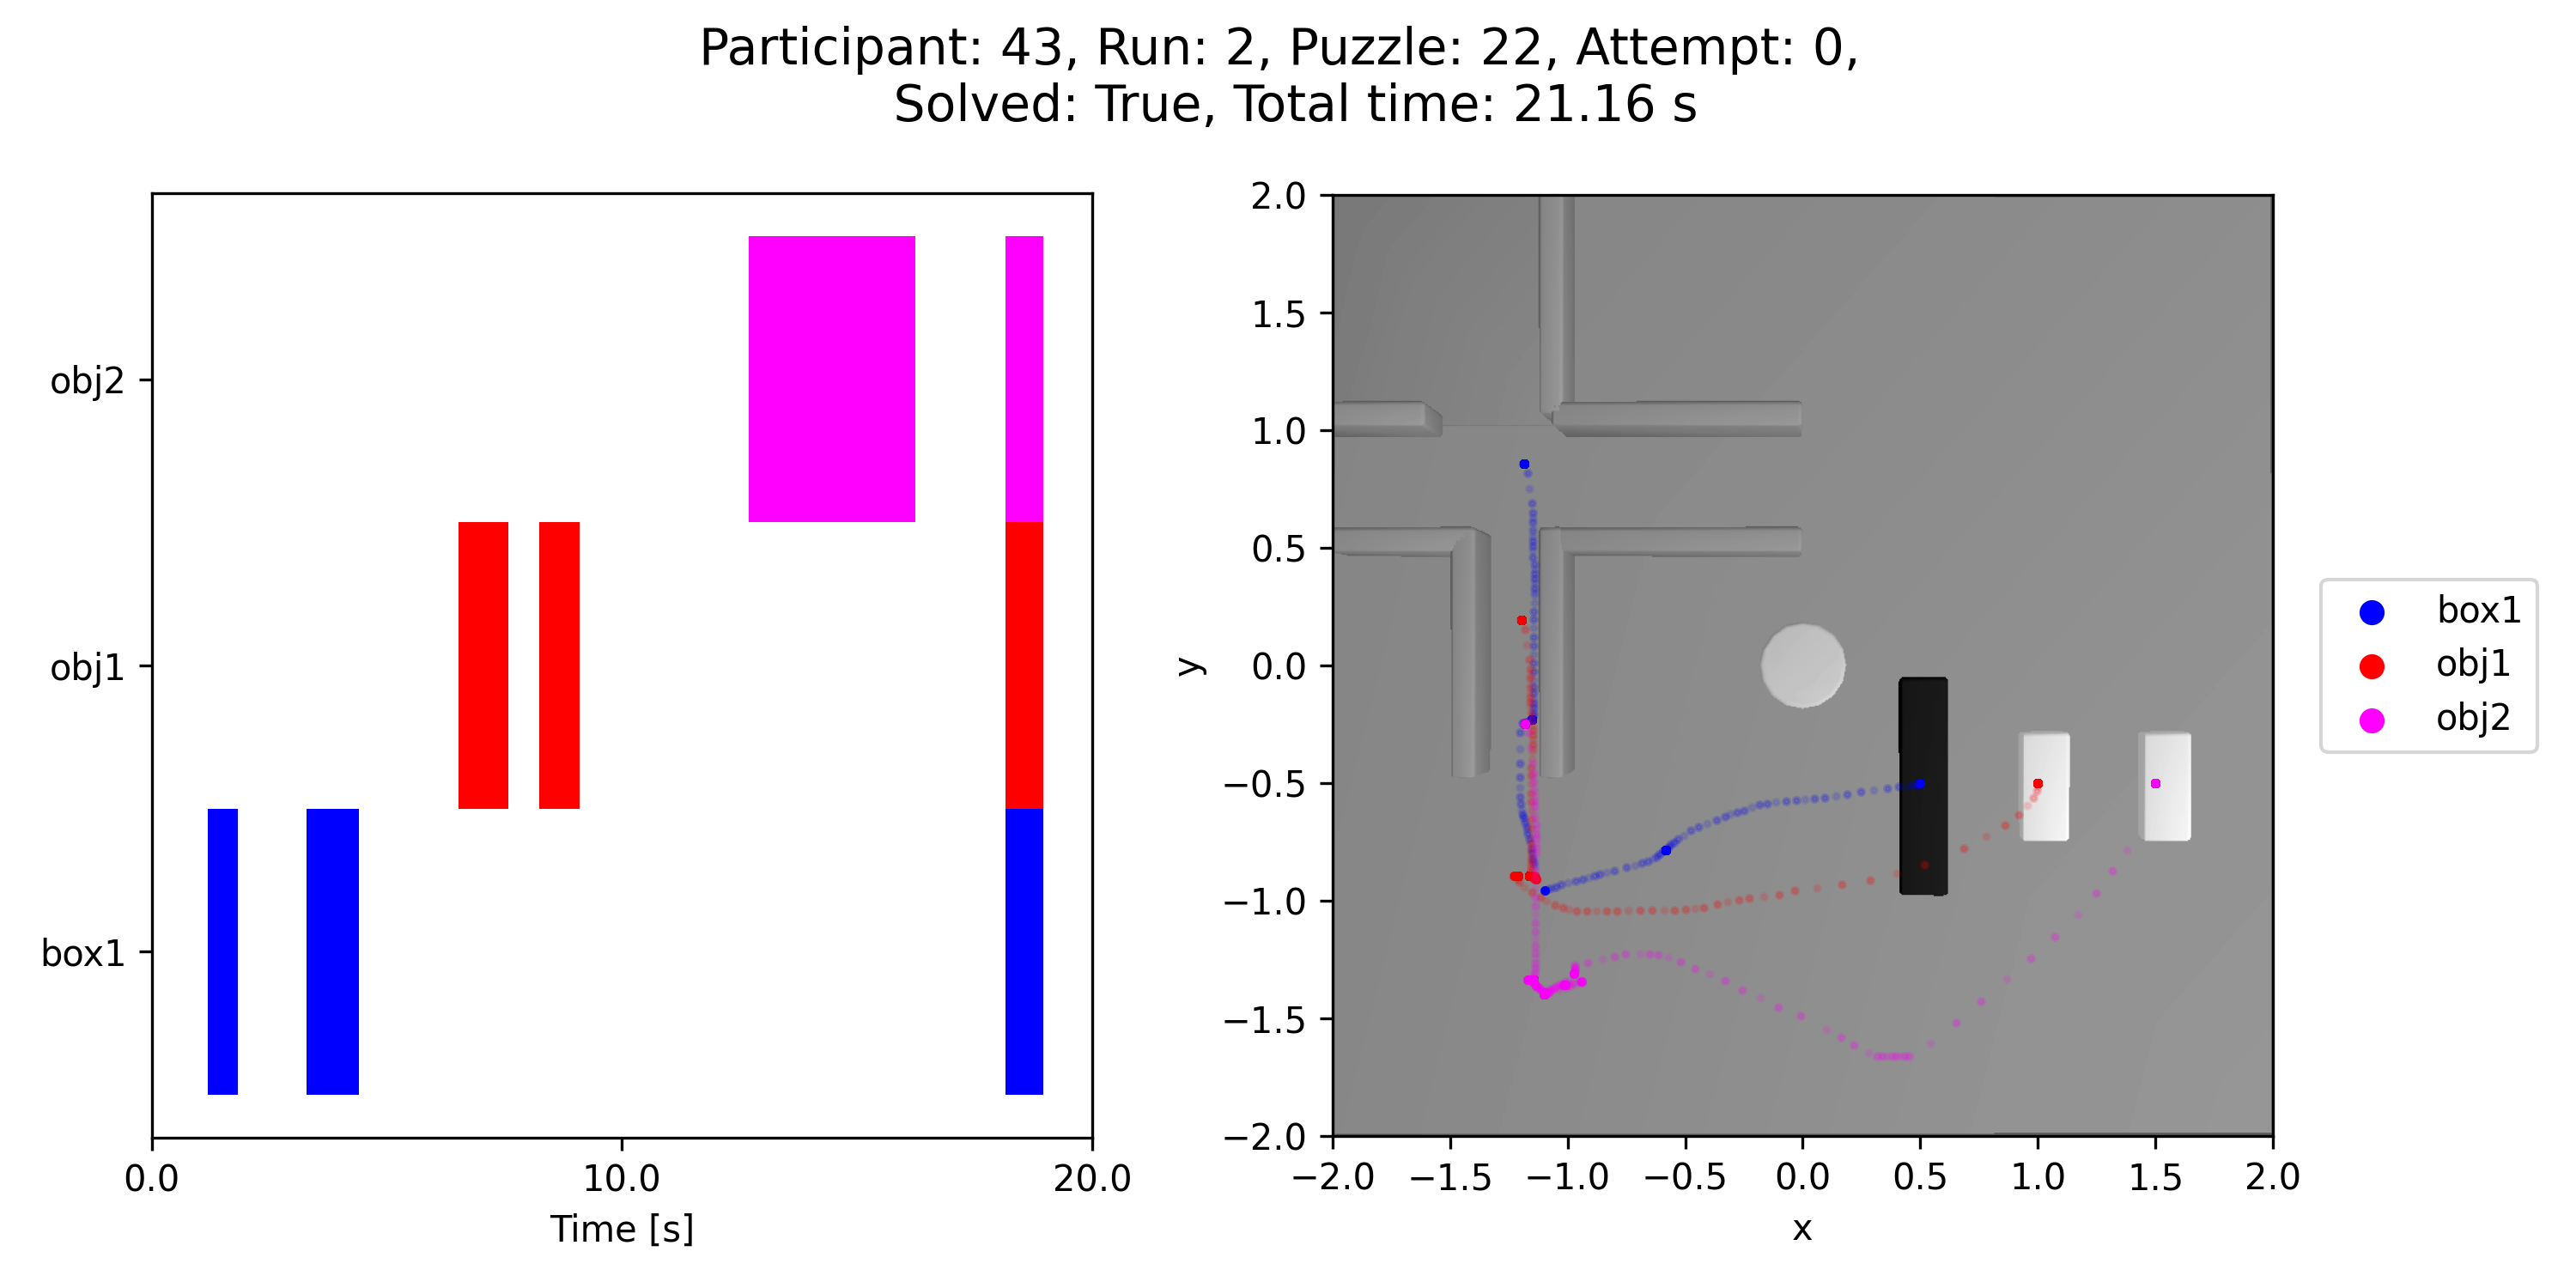 Participant: 43, Run: 2, Puzzle: 22, Attempt: 0,
Solved: True, Total time: 21.16 s
obj2
obj1
box1
0.0 10.0 20.0
Time [s]
2.0
1.5
1.0
0.5
0.0
−0.5
−1.0
−1.5
−2.0
y
−2.0 −1.5 −1.0 −0.5 0.0 0.5 1.0 1.5 2.0
x
box1
obj1
obj2